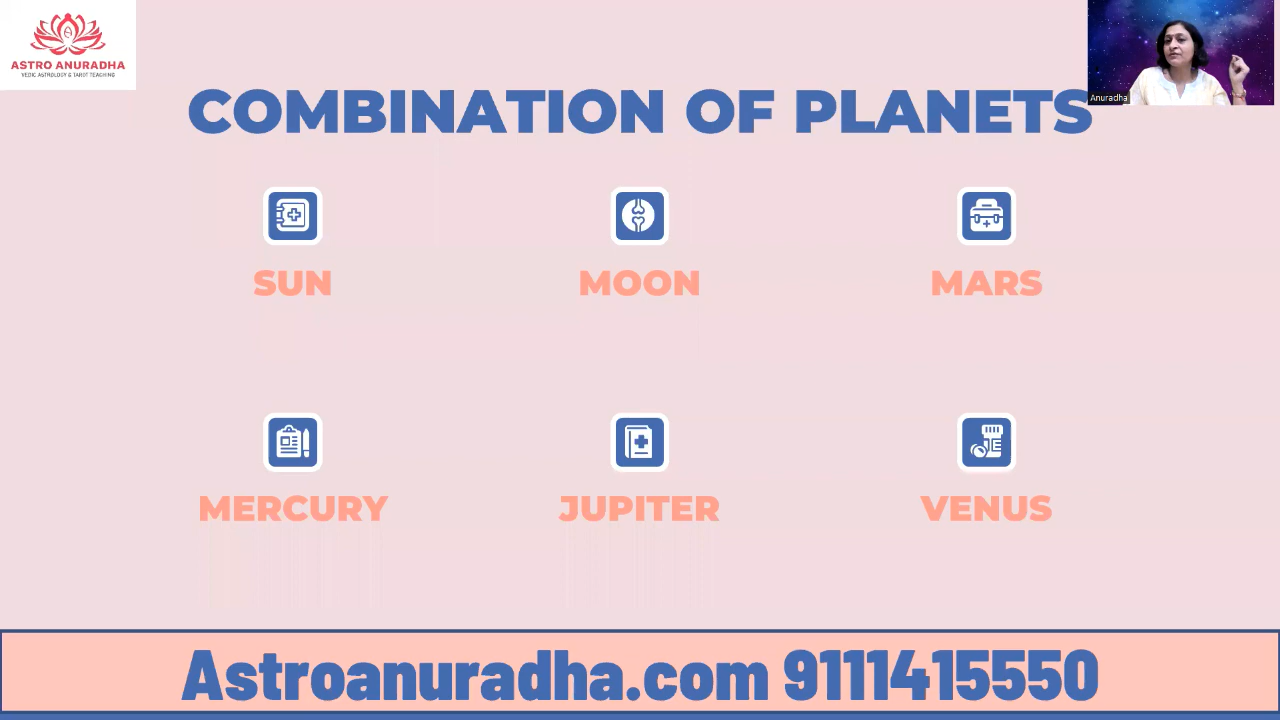 ASTRO ANURADHA
VEDIC ASTROLOGY & TAROT TEACHING
Anuradha
COMBINATION OF PLANETS
SUN
MOON
MARS
MERCURY
JUPITER
VENUS
Astroanuradha.com 9111415550